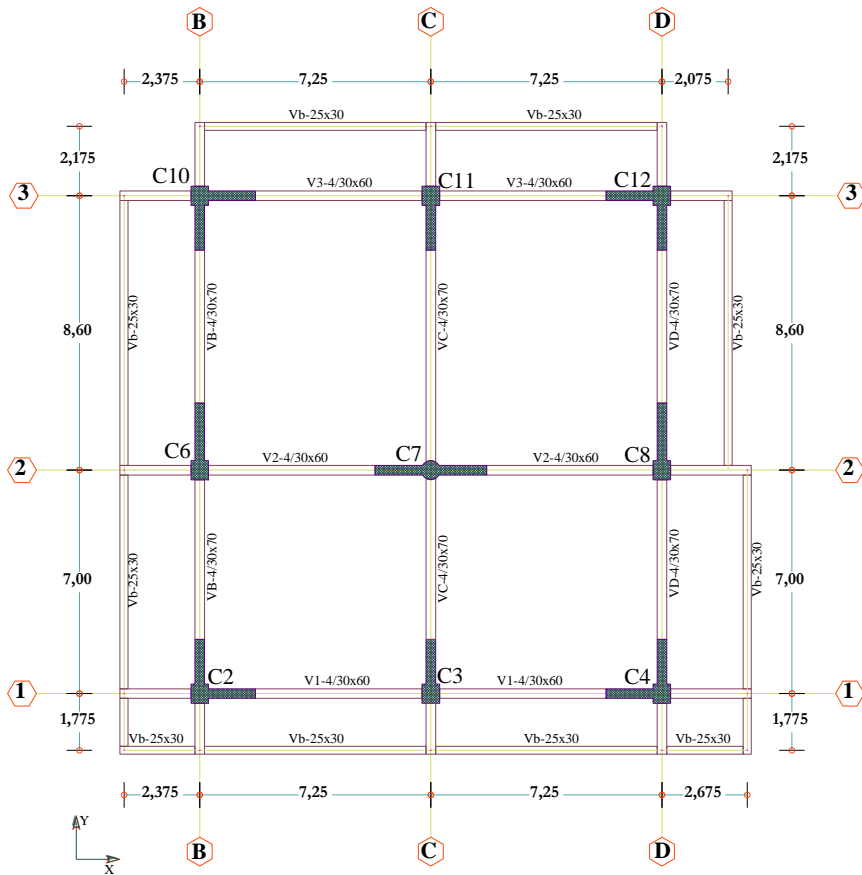 B
C
D
2,375
7,25
7,25
2,075
Vb-25x30
Vb-25x30
2,175
2,175
C10
C11
C12
V3-4/30x60
V3-4/30x60
3
3
Vb-25x30
VB-4/30x70
VC-4/30x70
VD-4/30x70
Vb-25x30
8,60
8,60
C6
C7
C8
V2-4/30x60
V2-4/30x60
2
2
Vb-25x30
VB-4/30x70
VC-4/30x70
VD-4/30x70
Vb-25x30
7,00
7,00
C2
C3
C4
V1-4/30x60
V1-4/30x60
1
1
1,775
1,775
Vb-25x30
Vb-25x30
Vb-25x30
Vb-25x30
2,375
7,25
7,25
2,675
Y
X
B
C
D